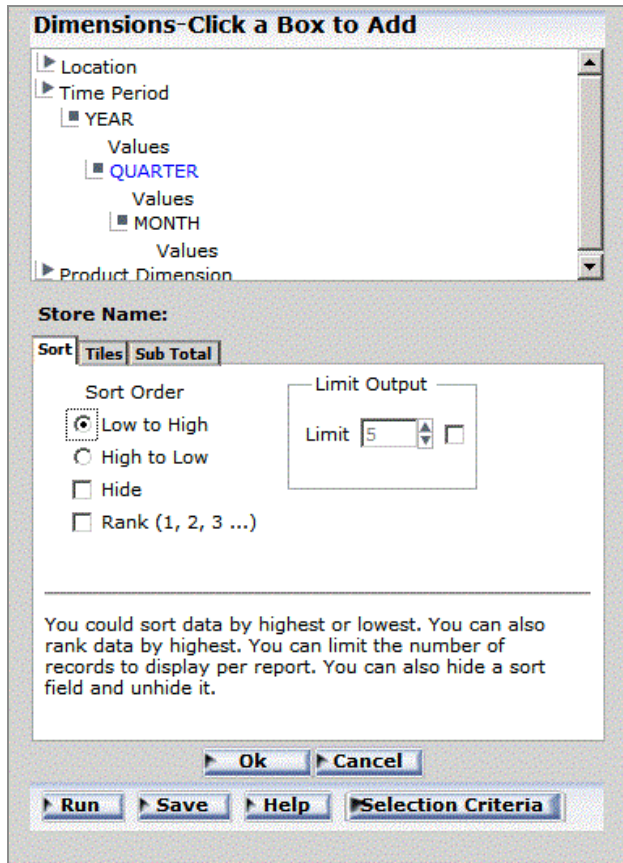 Dimensions-Click a Box to Add
Location
Time Period
YEAR
Values
QUARTER
Values
MONTH
Values
Product Dimension
Store Name:
Sort Tiles Sub Total
Sort Order
Limit Output
Low to High
Limit 5
High to Low
Hide
Rank (1, 2, 3 ...)
You could sort data by highest or lowest. You can also
rank data by highest. You can limit the number of
records to display per report. You can also hide a sort
field and unhide it.
Ok Cancel
Run Save Help Selection Criteria